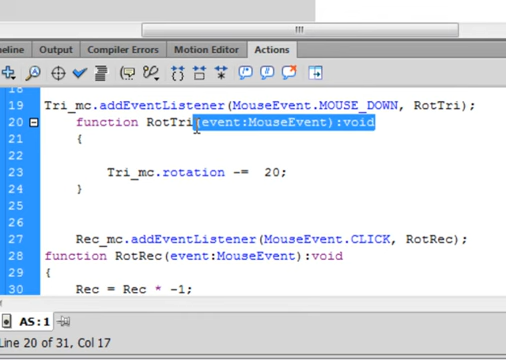 eline Output Compiler Errors Motion Editor Actions
18
19 Tri_mc.addEventListener(MouseEvent.MOUSE_DOWN, RotTri);
20 function RotTri(event:MouseEvent):void
21 {
22
23 Tri_mc.rotation -= 20;
24 }
25
26
27 Rec_mc.addEventListener(MouseEvent.CLICK, RotRec);
28 function RotRec(event:MouseEvent):void
29 {
30 Rec = Rec * -1;
AS:1
Line 20 of 31, Col 17